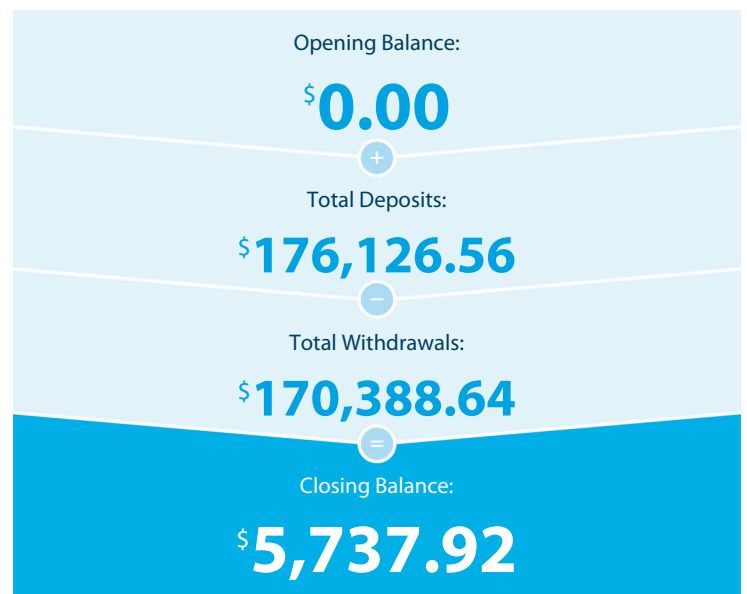 Opening Balance:
$0.00
+
Total Deposits:
$176,126.56
−
Total Withdrawals:
$170,388.64
=
Closing Balance:
$5,737.92